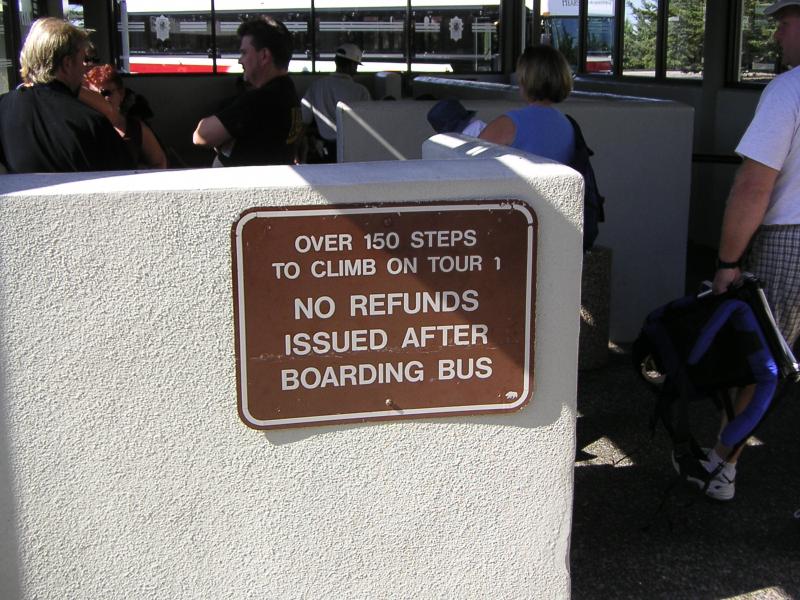 OVER 150 STEPS
TO CLIMB ON TOUR 1
NO REFUNDS
ISSUED AFTER
BOARDING BUS